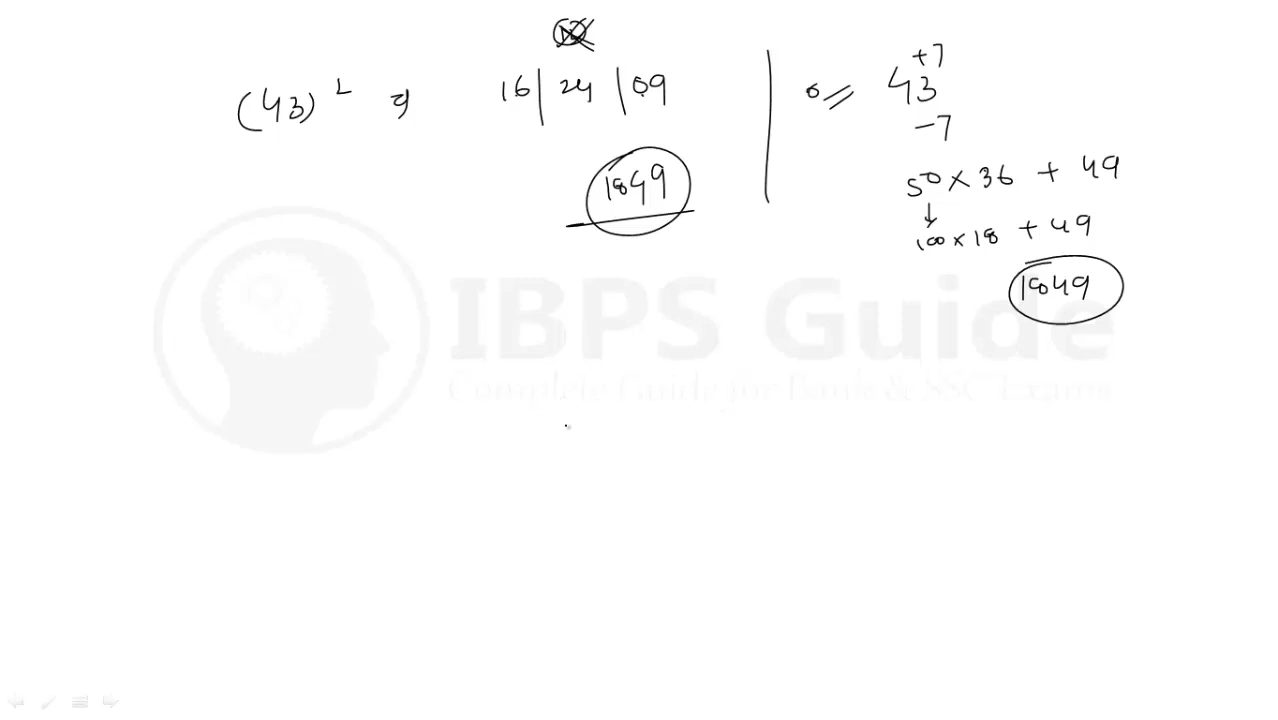 (43)² ⇒ 16 | 24 | 09
1849
+7
43
-7
50 × 36 + 49
↓
100 × 18 + 49
1849
IBPS Guide
Complete Guide for Bank & SSC Exams